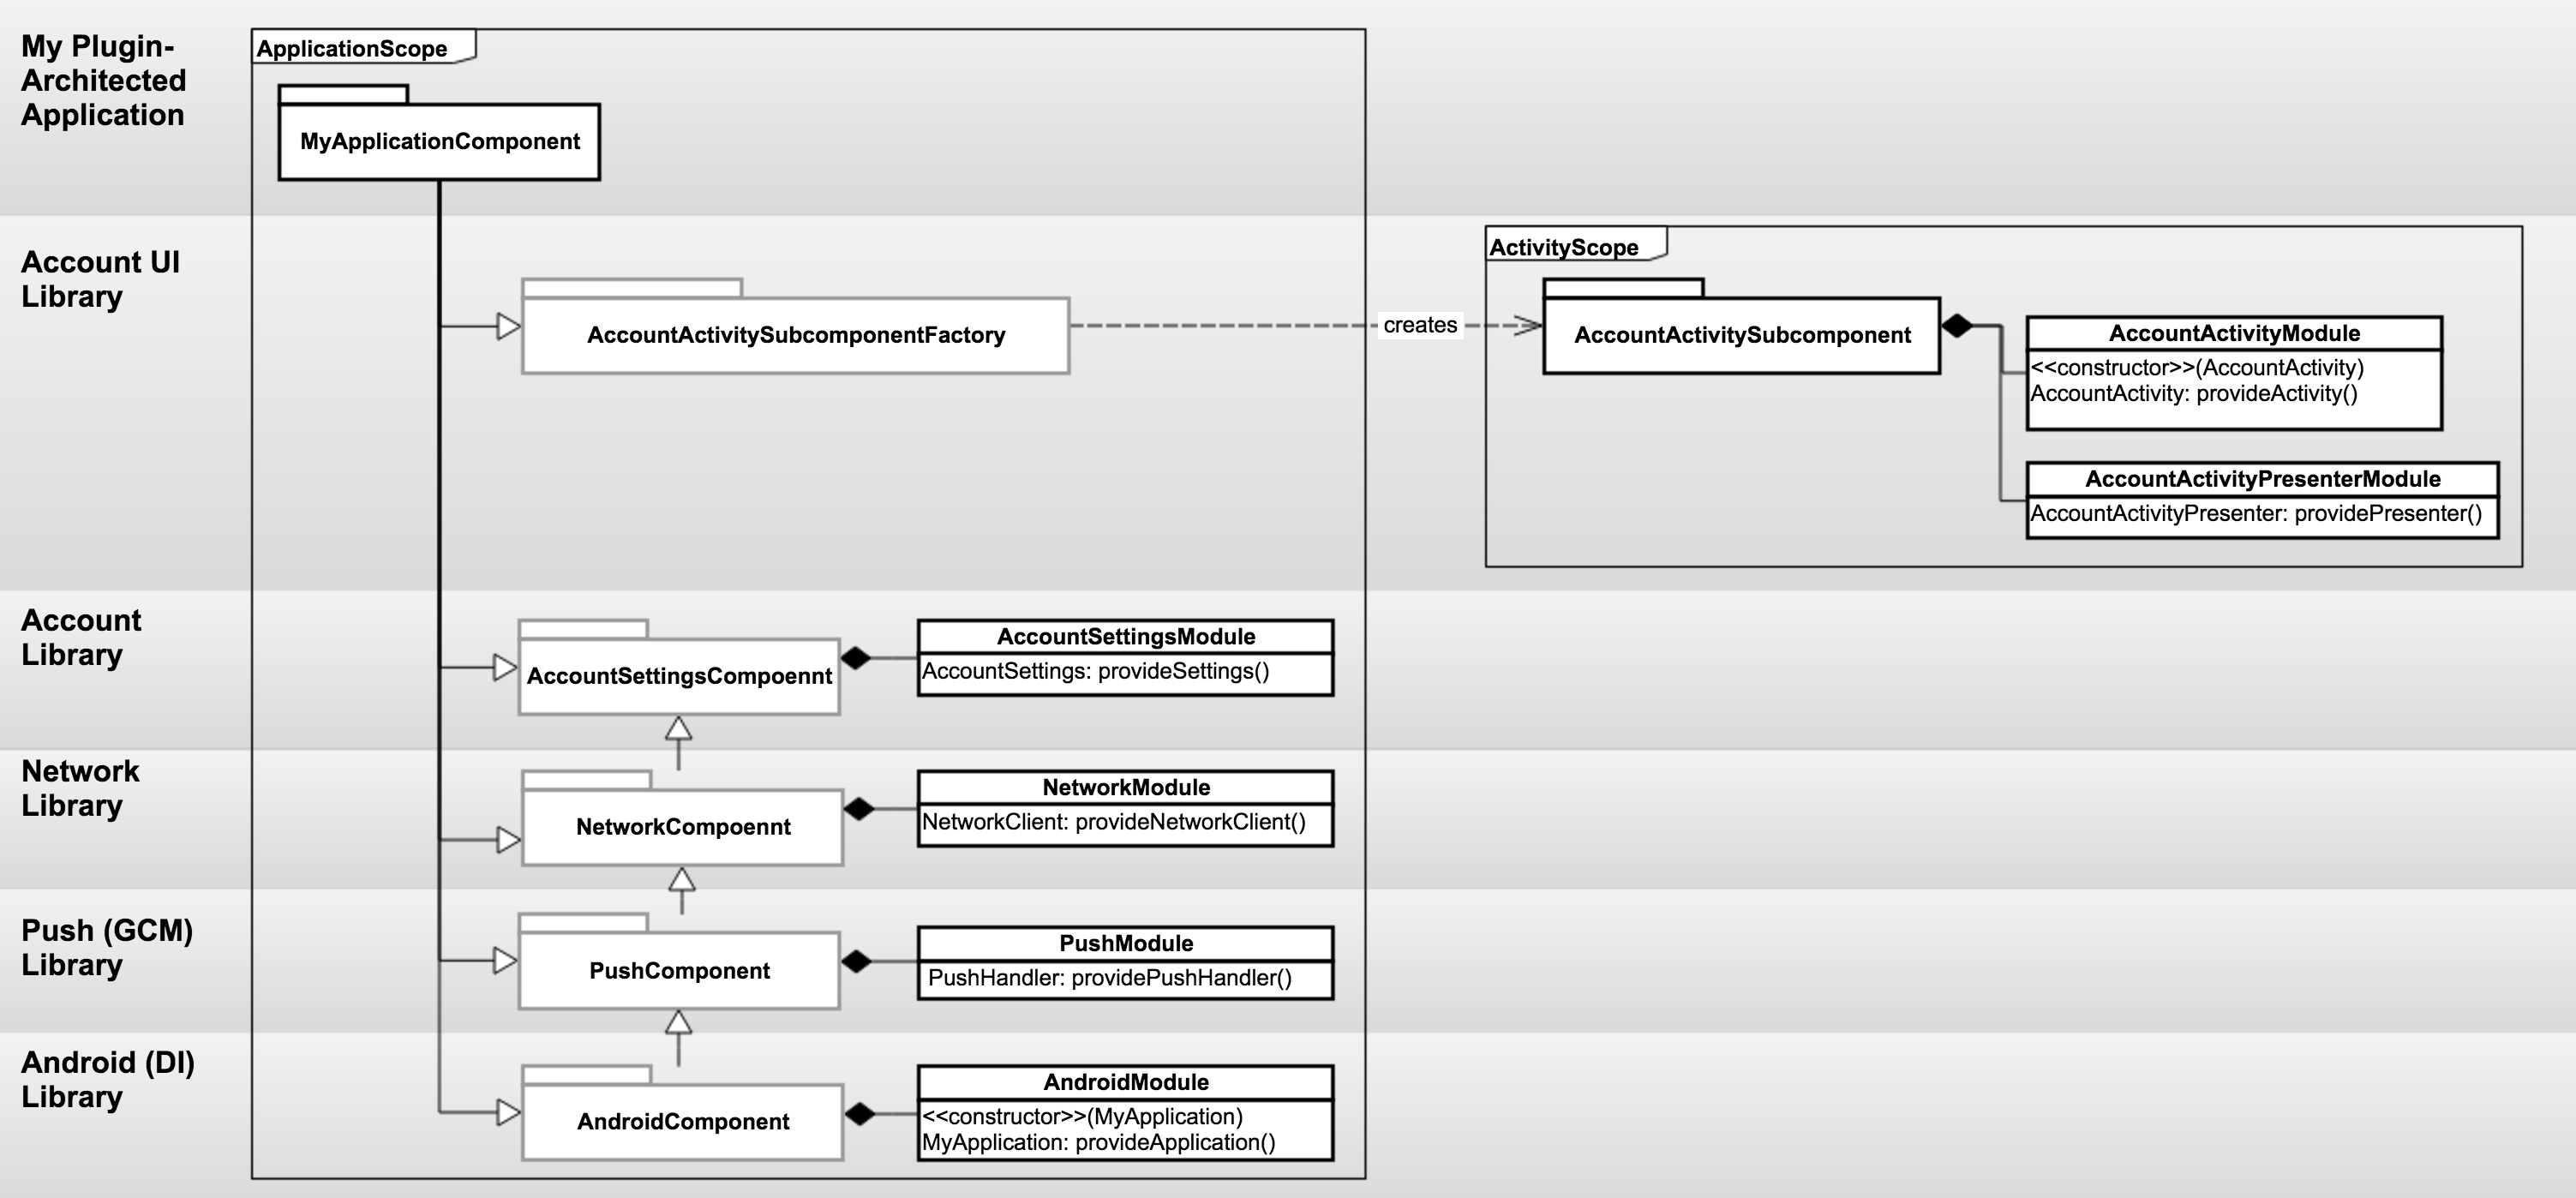 My Plugin-
Architected
Application
ApplicationScope
MyApplicationComponent
Account UI
Library
AccountActivitySubcomponentFactory
creates
ActivityScope
AccountActivitySubcomponent
AccountActivityModule
<<constructor>>(AccountActivity)
AccountActivity: provideActivity()
AccountActivityPresenterModule
AccountActivityPresenter: providePresenter()
Account
Library
AccountSettingsCompoennt
AccountSettingsModule
AccountSettings: provideSettings()
Network
Library
NetworkCompoennt
NetworkModule
NetworkClient: provideNetworkClient()
Push (GCM)
Library
PushComponent
PushModule
PushHandler: providePushHandler()
Android (DI)
Library
AndroidComponent
AndroidModule
<<constructor>>(MyApplication)
MyApplication: provideApplication()